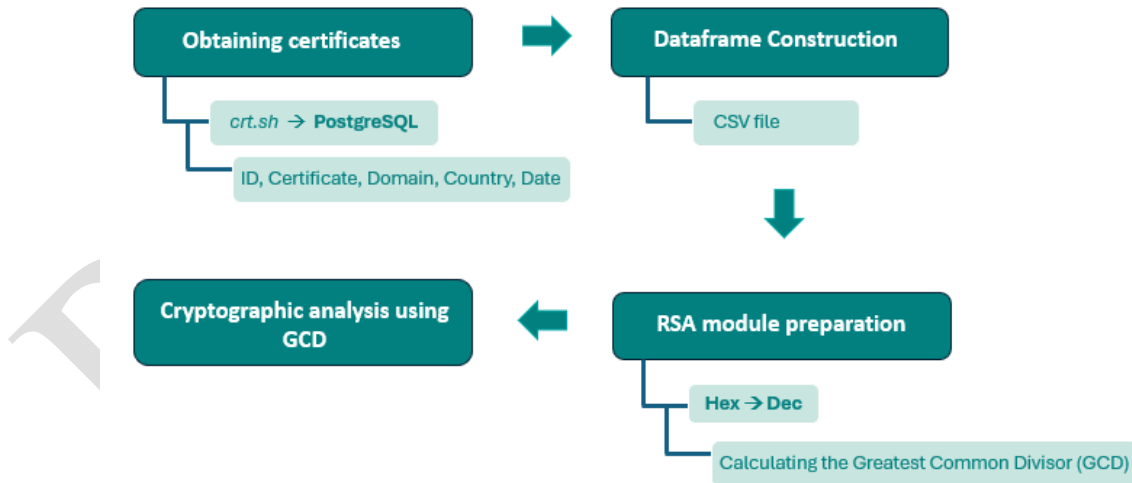 Obtaining certificates
crt.sh → PostgreSQL
ID, Certificate, Domain, Country, Date
Dataframe Construction
CSV file
RSA module preparation
Hex → Dec
Calculating the Greatest Common Divisor (GCD)
Cryptographic analysis using
GCD